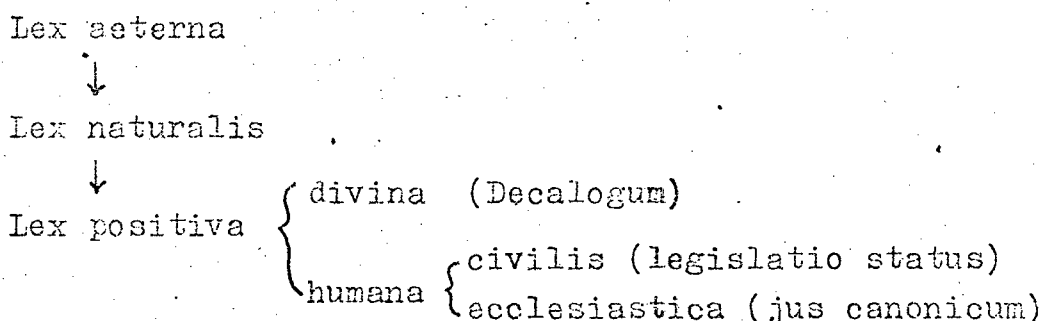 Lex aeterna
↓
Lex naturalis
↓
divina (Decalogum)
Lex positiva
civilis (legislatio status)
humana
ecclesiastica (jus canonicum)